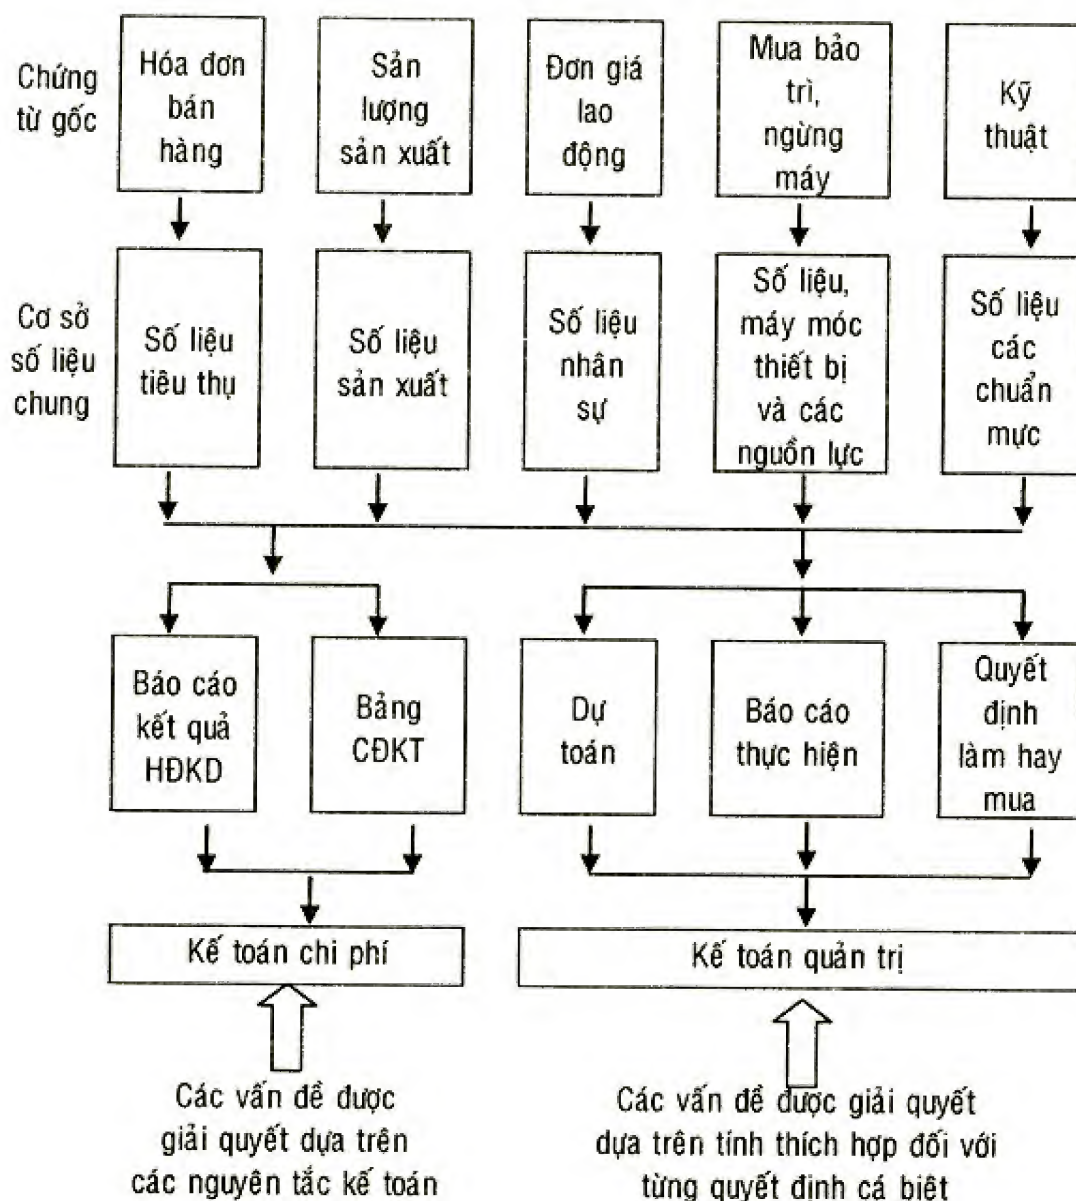 Chứng
từ gốc
Hóa đơn
bán
hàng
Sản
lượng
sản xuất
Đơn giá
lao
động
Mua bảo
trì,
ngừng
máy
Kỹ
thuật
Cơ sở
số liệu
chung
Số liệu
tiêu thụ
Số liệu
sản xuất
Số liệu
nhân
sự
Số liệu,
máy móc
thiết bị
và các
nguồn lực
Số liệu
các
chuẩn
mực
Báo cáo
kết quả
HĐKD
Bảng
CĐKT
Dự
toán
Báo cáo
thực hiện
Quyết
định
làm hay
mua
Kế toán chi phí
Kế toán quản trị
Các vấn đề được
giải quyết dựa trên
các nguyên tắc kế toán
Các vấn đề được giải quyết
dựa trên tính thích hợp đối với
từng quyết định cá biệt